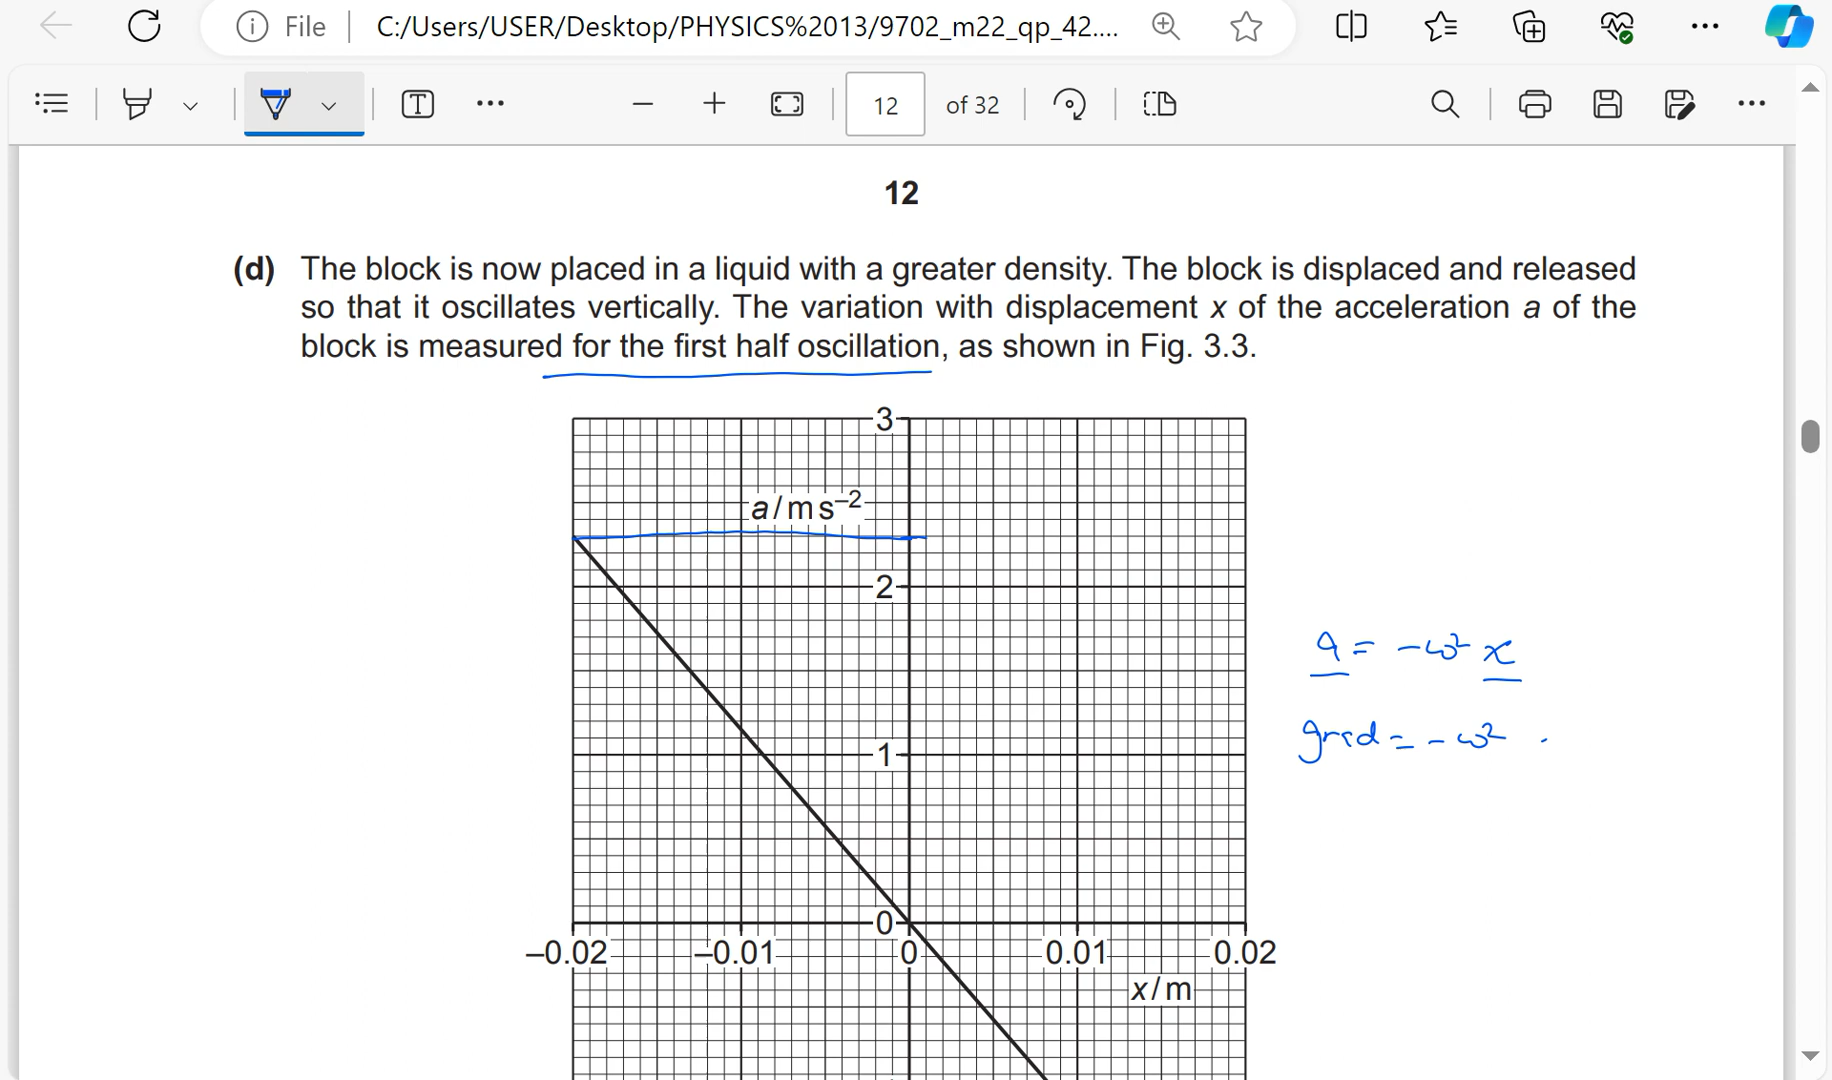 File C:/Users/USER/Desktop/PHYSICS%2013/9702_m22_qp_42....
12 of 32
12
(d) The block is now placed in a liquid with a greater density. The block is displaced and released
so that it oscillates vertically. The variation with displacement x of the acceleration a of the
block is measured for the first half oscillation, as shown in Fig. 3.3.
3
a / m s⁻²
2
a = -ω² x
grad = -ω²
1
0
–0.02 –0.01 0 0.01 0.02
x / m